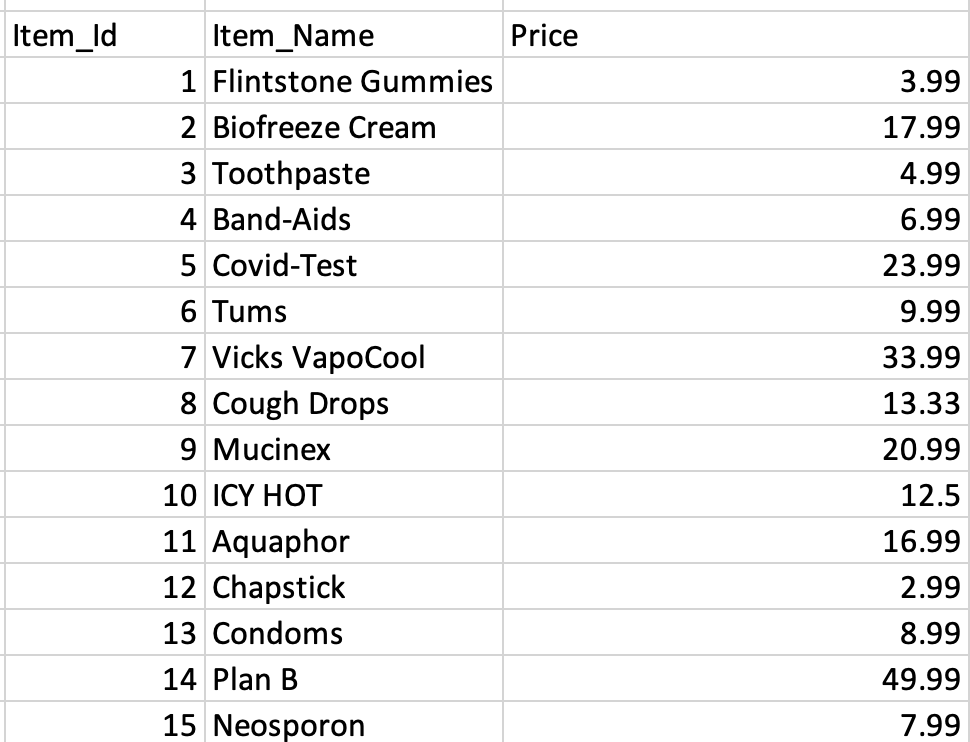 Item_Id Item_Name Price
1 Flintstone Gummies 3.99
2 Biofreeze Cream 17.99
3 Toothpaste 4.99
4 Band-Aids 6.99
5 Covid-Test 23.99
6 Tums 9.99
7 Vicks VapoCool 33.99
8 Cough Drops 13.33
9 Mucinex 20.99
10 ICY HOT 12.5
11 Aquaphor 16.99
12 Chapstick 2.99
13 Condoms 8.99
14 Plan B 49.99
15 Neosporon 7.99